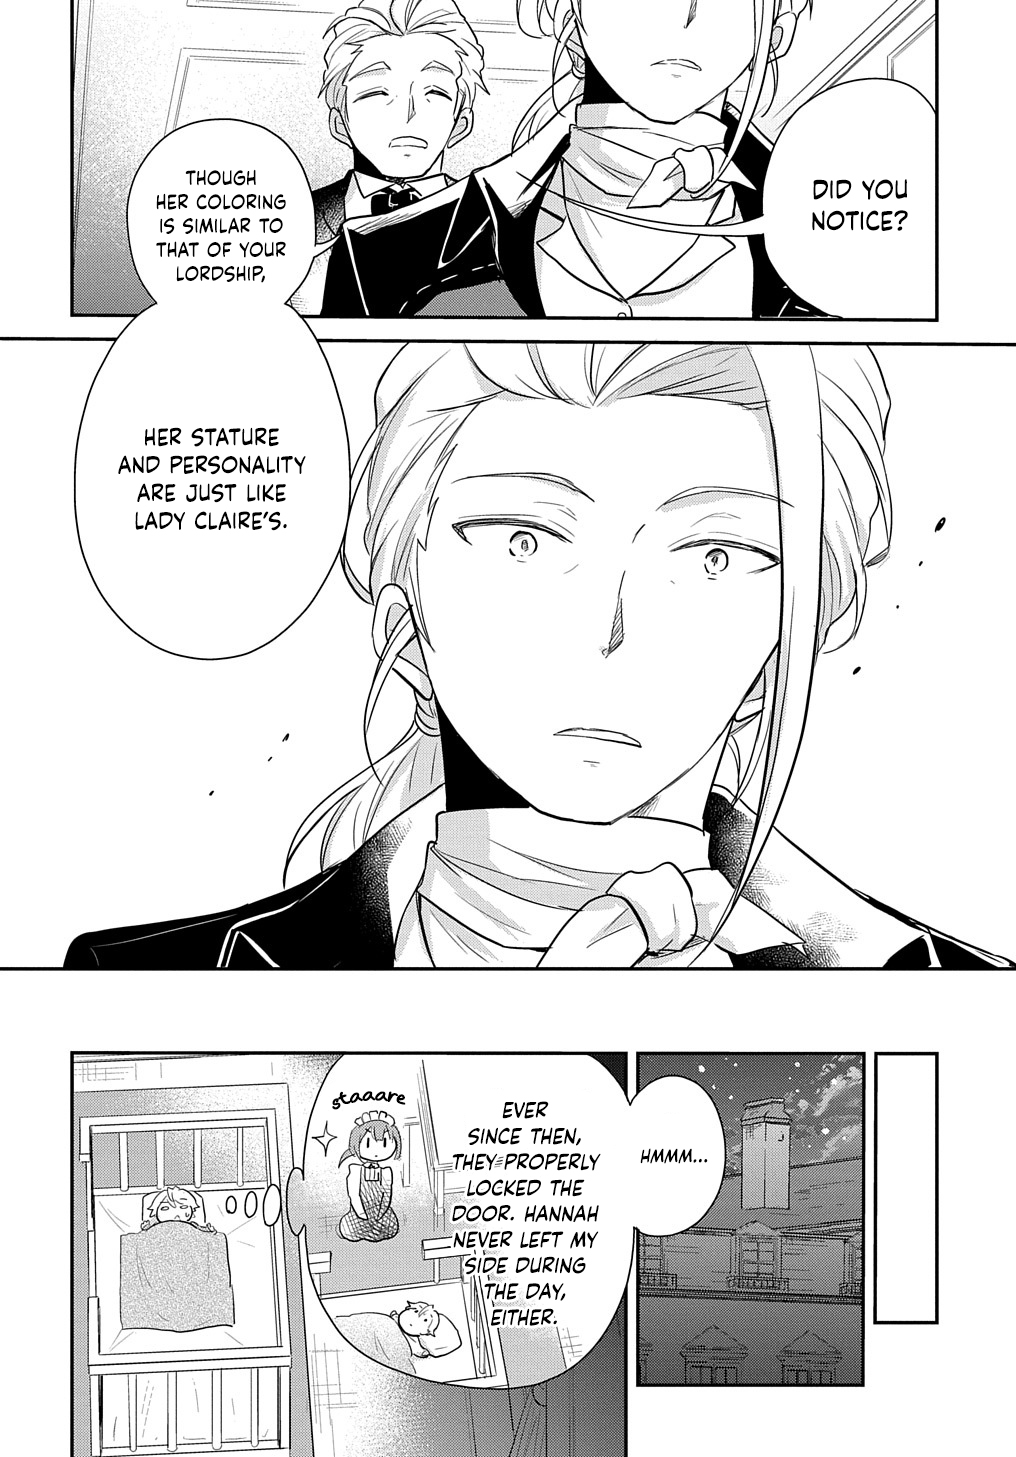 DID YOU
NOTICE?
THOUGH
HER COLORING
IS SIMILAR TO
THAT OF YOUR
LORDSHIP,
HER STATURE
AND PERSONALITY
ARE JUST LIKE
LADY CLAIRE'S.
HMMM...
EVER
SINCE THEN,
THEY PROPERLY
LOCKED THE
DOOR. HANNAH
NEVER LEFT MY
SIDE DURING
THE DAY,
EITHER.
staaare